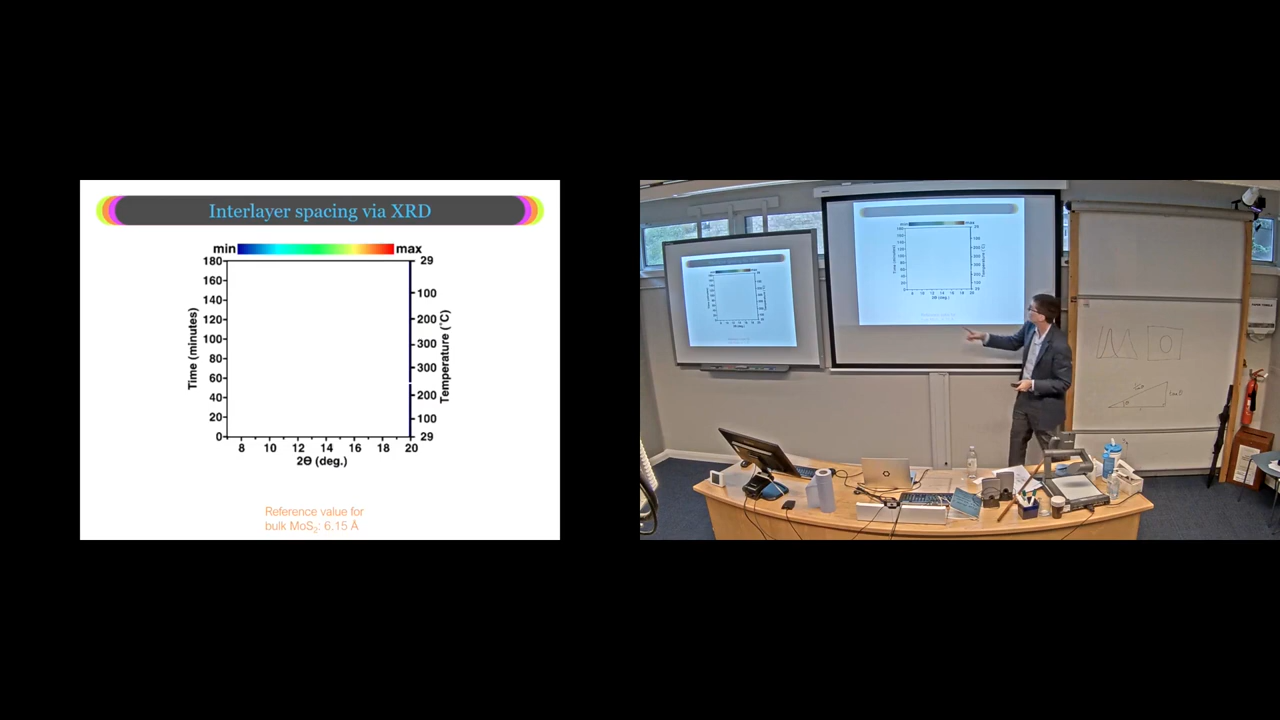 Interlayer spacing via XRD
min max
180 29
160
140 100
120 200
100
80 300
60 300
40 200
20 100
0 29
Time (minutes)
Temperature (°C)
8 10 12 14 16 18 20
2Θ (deg.)
Reference value for
bulk MoS₂: 6.15 Å